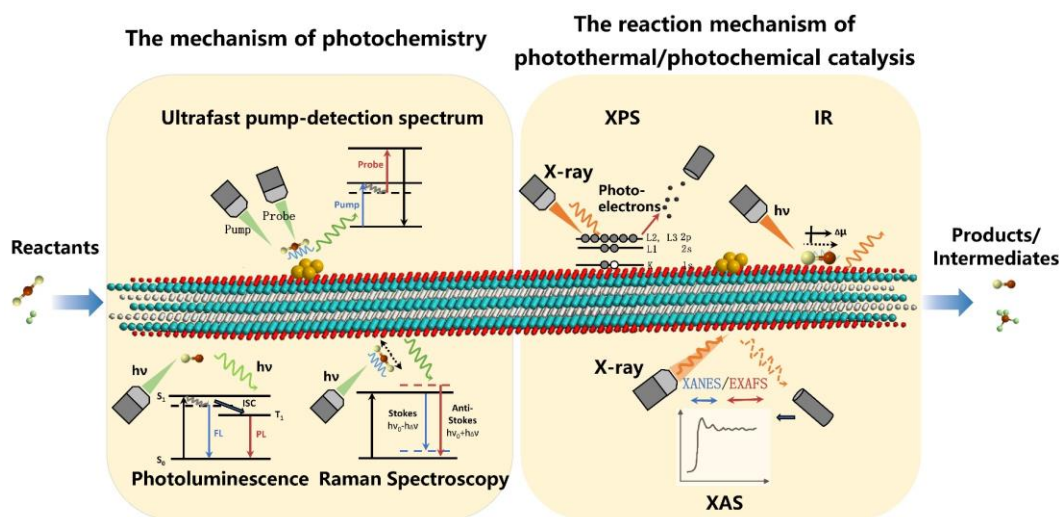 The mechanism of photochemistry
The reaction mechanism of
photothermal/photochemical catalysis
Ultrafast pump-detection spectrum
Probe
Pump
Pump
Probe
XPS
IR
X-ray
Photo-
electrons
L2, L3 2p
L1 2s
K 1s
hν
Δμ
Reactants
Products/
Intermediates
hν
hν
S₁
ISC
T₁
FL
PL
S₀
Photoluminescence
hν
Stokes
hν₀-hΔν
Anti-
Stokes
hν₀+hΔν
Raman Spectroscopy
X-ray
XANES/EXAFS
XAS